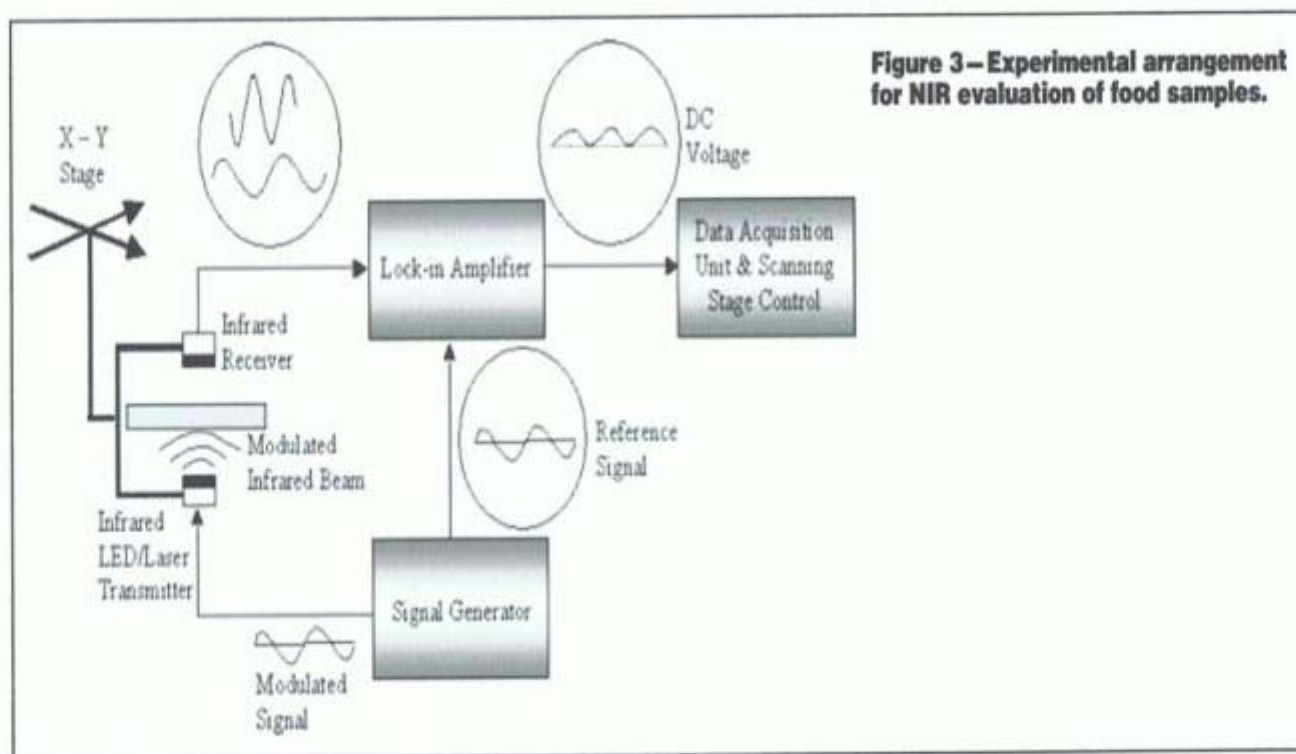 Figure 3–Experimental arrangement
for NIR evaluation of food samples.
X – Y
Stage
DC
Voltage
Lock-in Amplifier
Data Acquisition
Unit & Scanning
Stage Control
Infrared
Receiver
Modulated
Infrared Beam
Reference
Signal
Infrared
LED/Laser
Transmitter
Signal Generator
Modulated
Signal